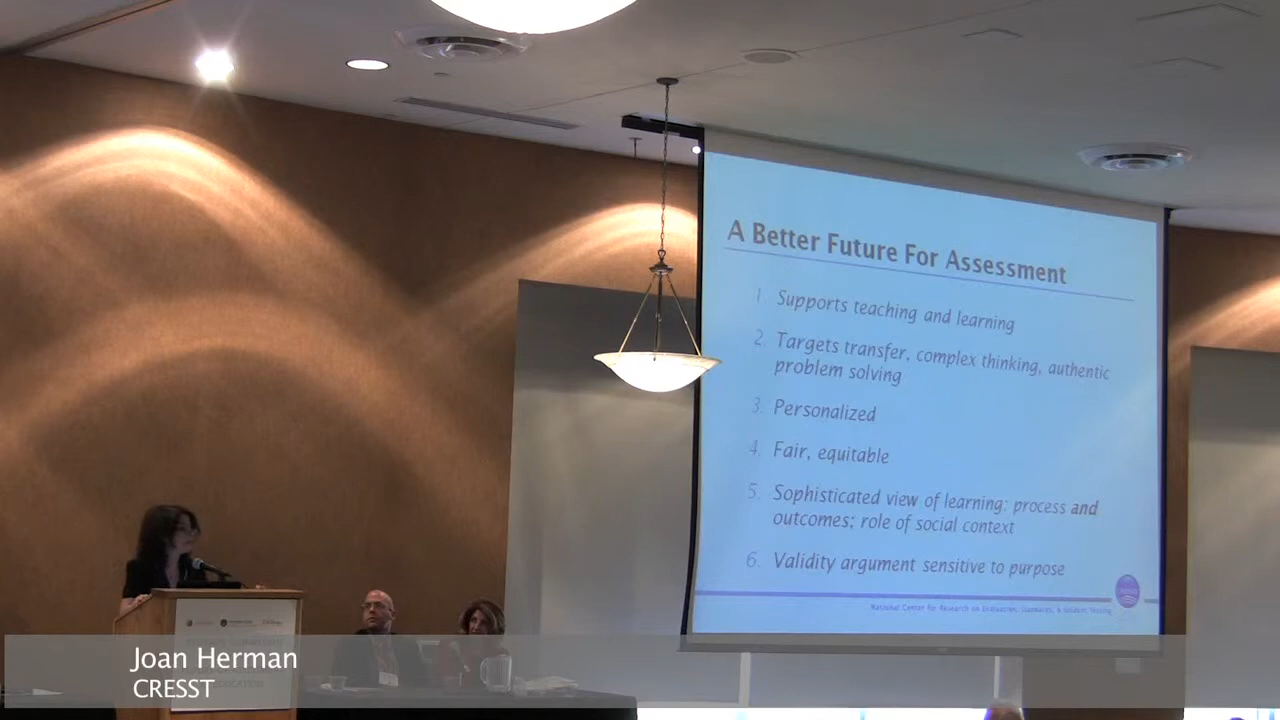 A Better Future For Assessment
1. Supports teaching and learning
2. Targets transfer, complex thinking, authentic
problem solving
3. Personalized
4. Fair, equitable
5. Sophisticated view of learning: process and
outcomes; role of social context
6. Validity argument sensitive to purpose
National Center for Research on Evaluation, Standards, & Student Testing
Joan Herman
CRESST